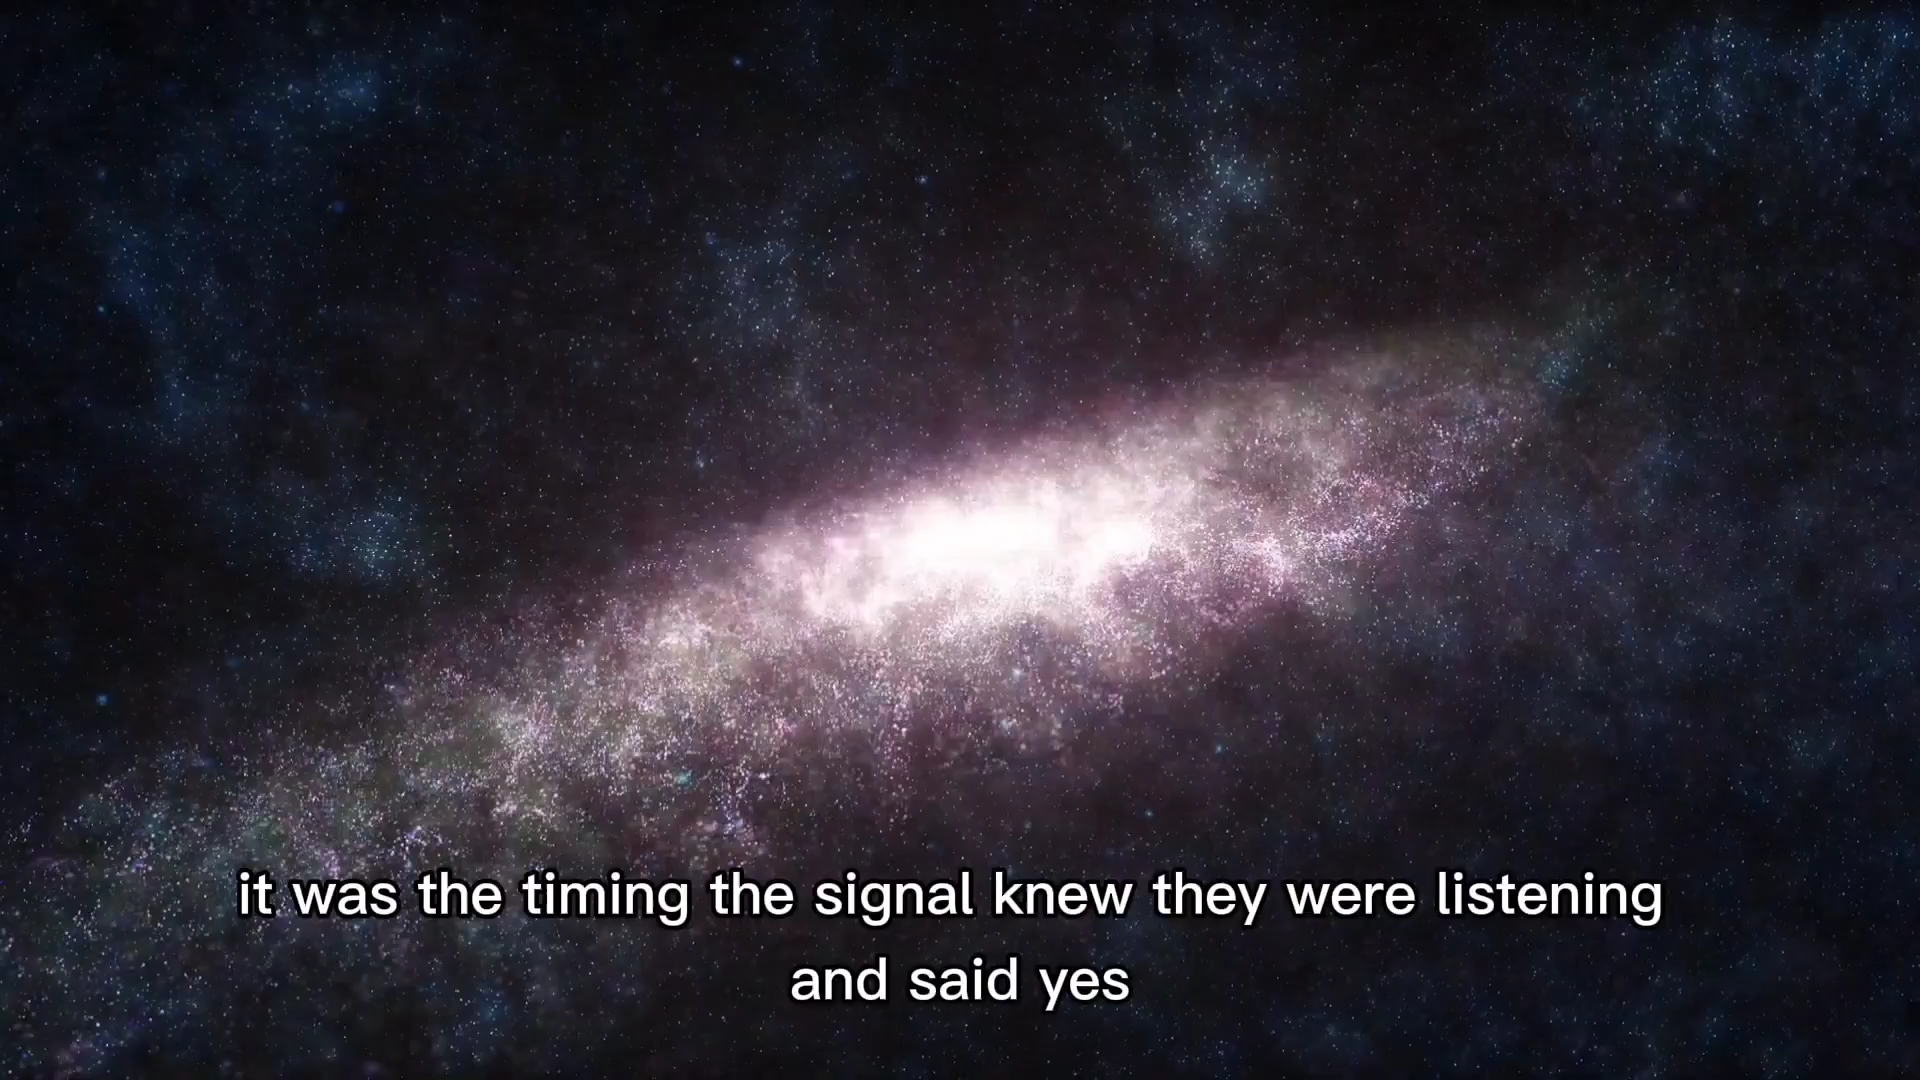 it was the timing the signal knew they were listening
and said yes